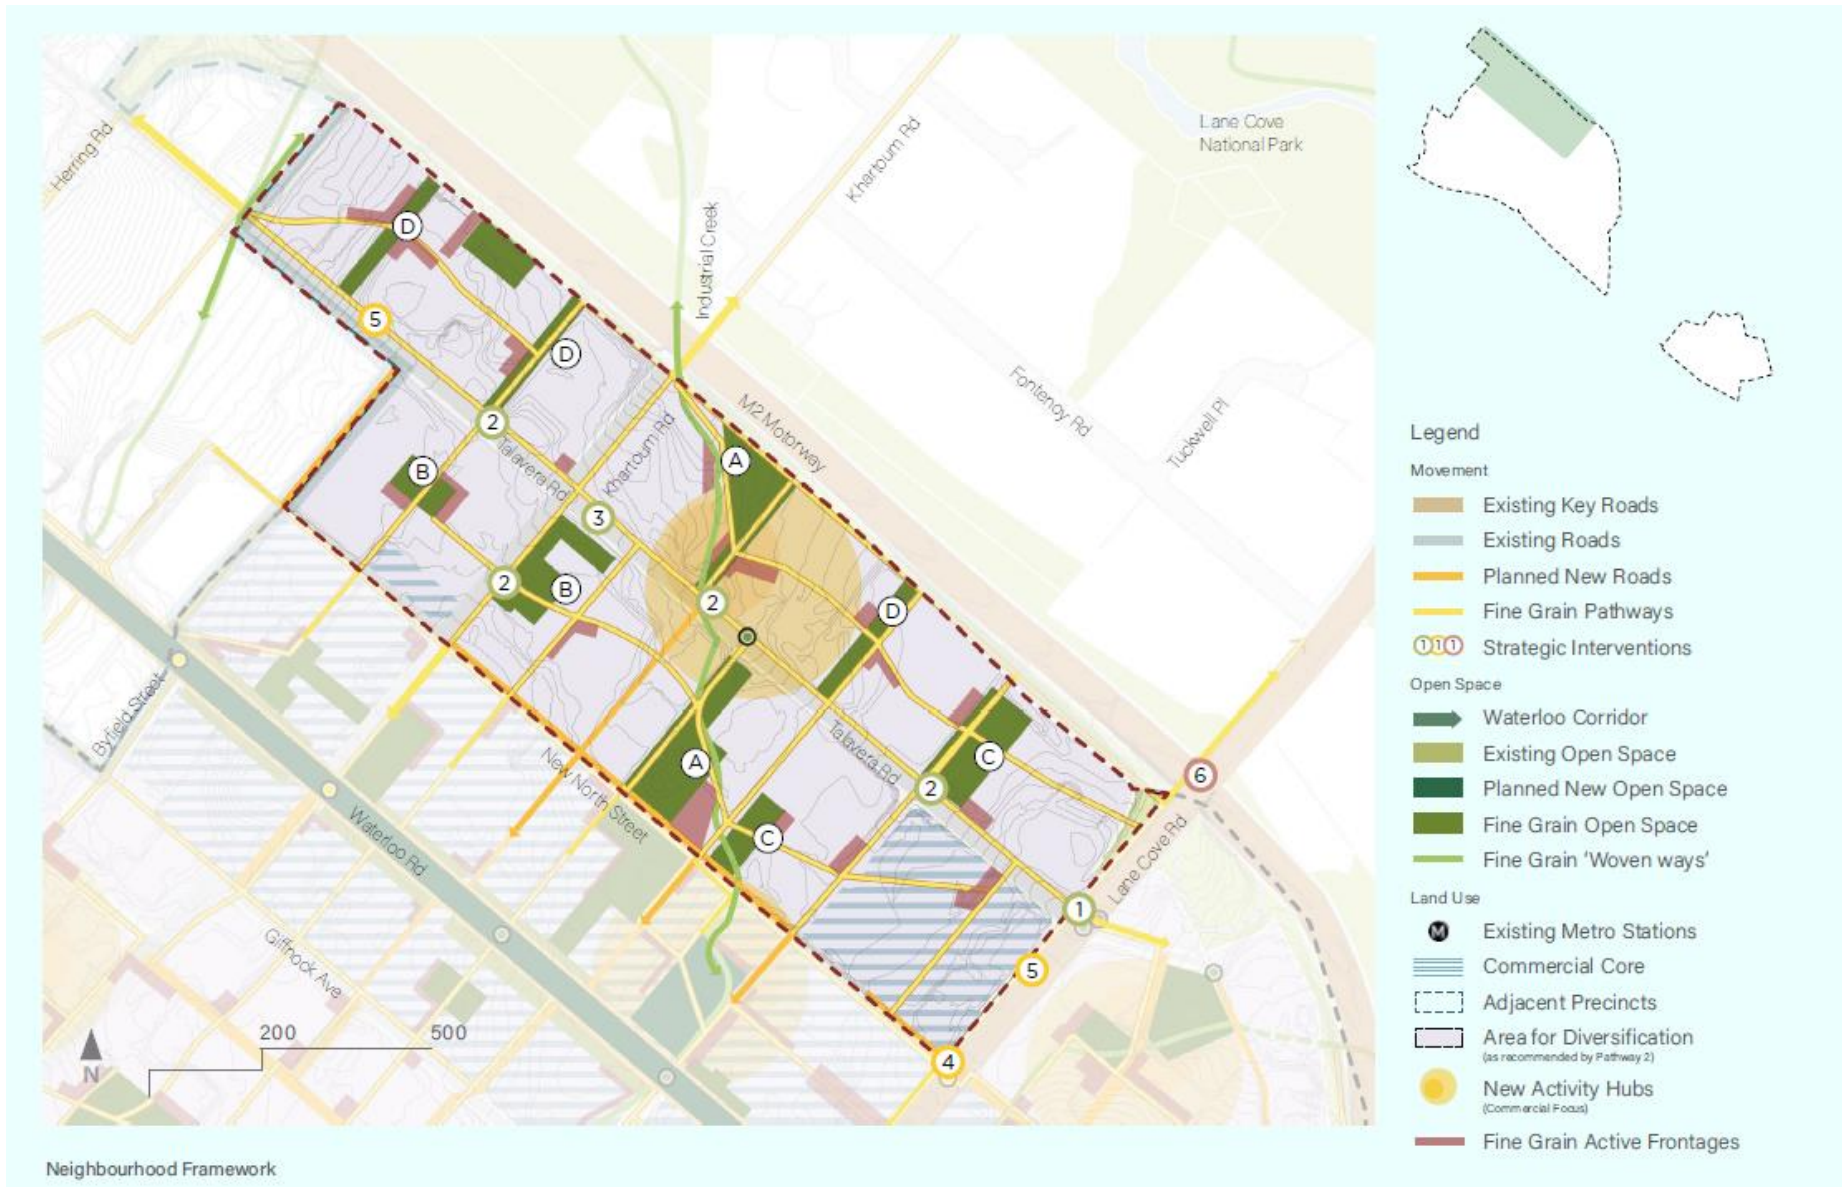 Herring Rd
Industrial Creek
Khartoum Rd
Lane Cove
National Park
D
5
D
2
Talavera Rd
Khartoum Rd
M2 Motorway
Fontenoy Rd
Tuckwell Pl
B
A
3
2
B
2
D
Byfield Street
New North Street
A
Talavera Rd
C
2
6
Waterloo Rd
C
Lane Cove Rd
1
Giffnock Ave
5
4
200
500
N
Neighbourhood Framework
Legend
Movement
Existing Key Roads
Existing Roads
Planned New Roads
Fine Grain Pathways
1 1 1 Strategic Interventions
Open Space
Waterloo Corridor
Existing Open Space
Planned New Open Space
Fine Grain Open Space
Fine Grain ‘Woven ways’
Land Use
M Existing Metro Stations
Commercial Core
Adjacent Precincts
Area for Diversification
(as recommended by Pathway 2)
New Activity Hubs
(Commercial Focus)
Fine Grain Active Frontages